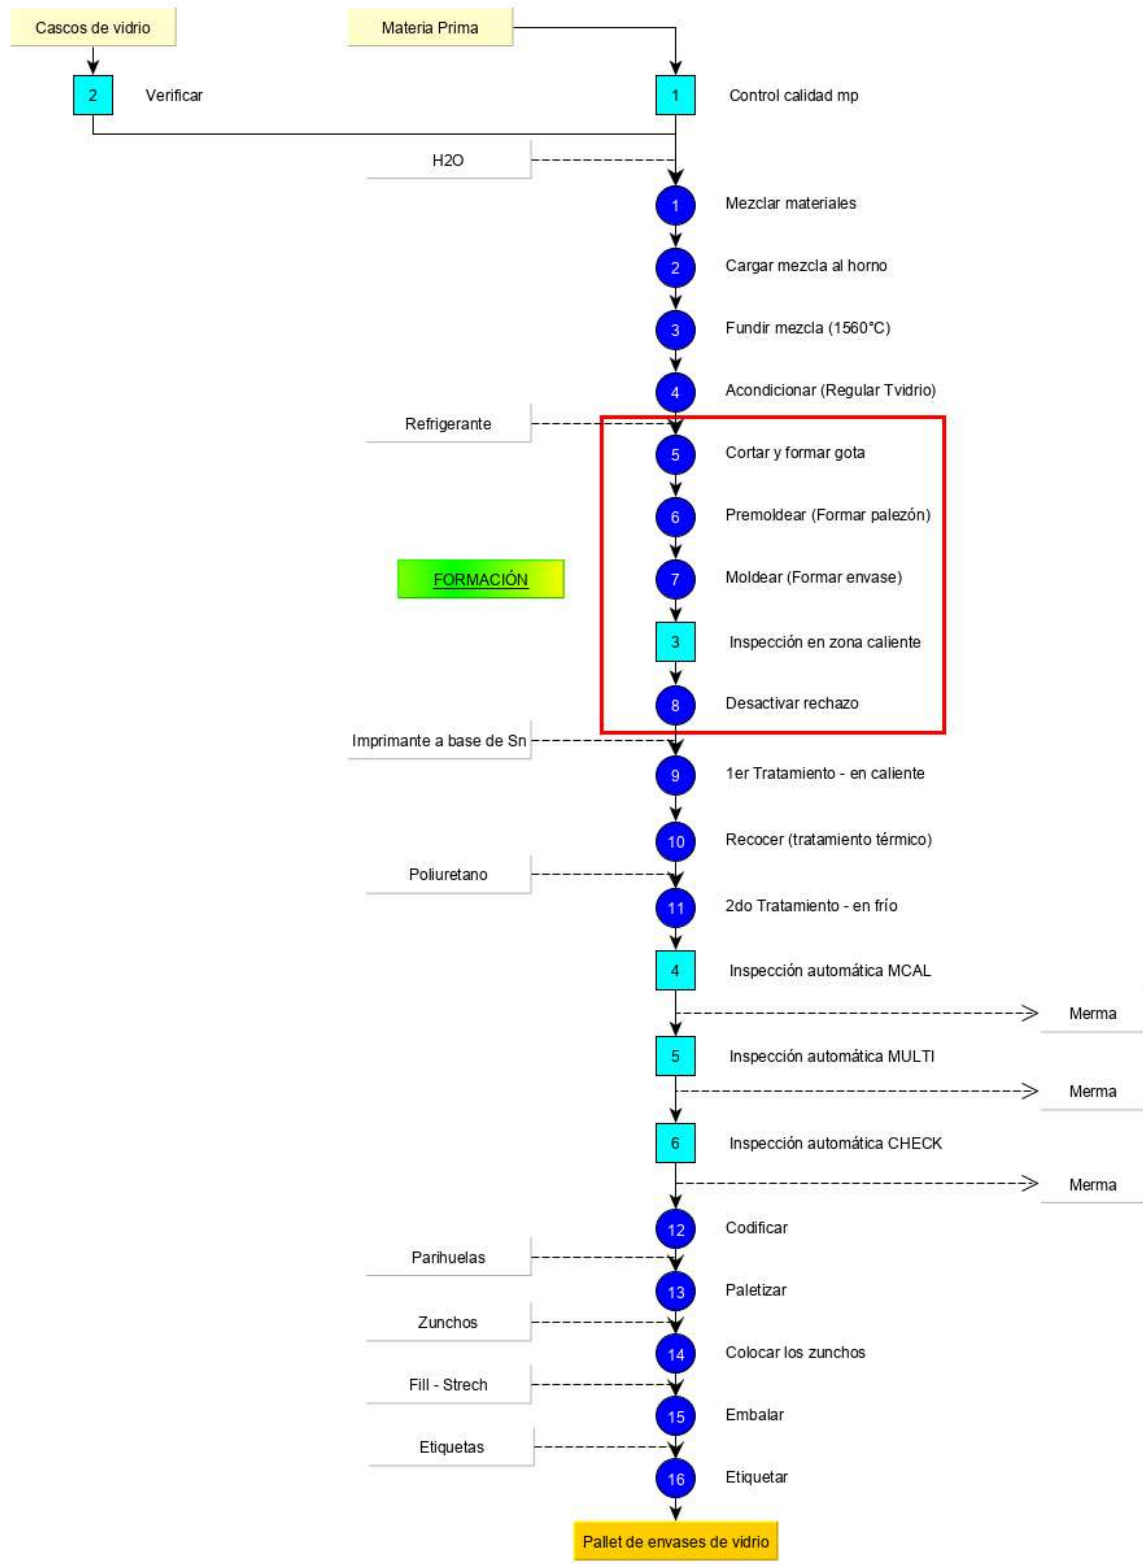 Cascos de vidrio
Materia Prima
2
Verificar
1
Control calidad mp
H2O
1
Mezclar materiales
2
Cargar mezcla al horno
3
Fundir mezcla (1560°C)
4
Acondicionar (Regular Tvidrio)
Refrigerante
5
Cortar y formar gota
6
Premoldear (Formar palezón)
FORMACIÓN
7
Moldear (Formar envase)
3
Inspección en zona caliente
8
Desactivar rechazo
Imprimante a base de Sn
9
1er Tratamiento - en caliente
10
Recocer (tratamiento térmico)
Poliuretano
11
2do Tratamiento - en frío
4
Inspección automática MCAL
Merma
5
Inspección automática MULTI
Merma
6
Inspección automática CHECK
Merma
12
Codificar
Parihuelas
13
Paletizar
Zunchos
14
Colocar los zunchos
Fill - Strech
15
Embalar
Etiquetas
16
Etiquetar
Pallet de envases de vidrio